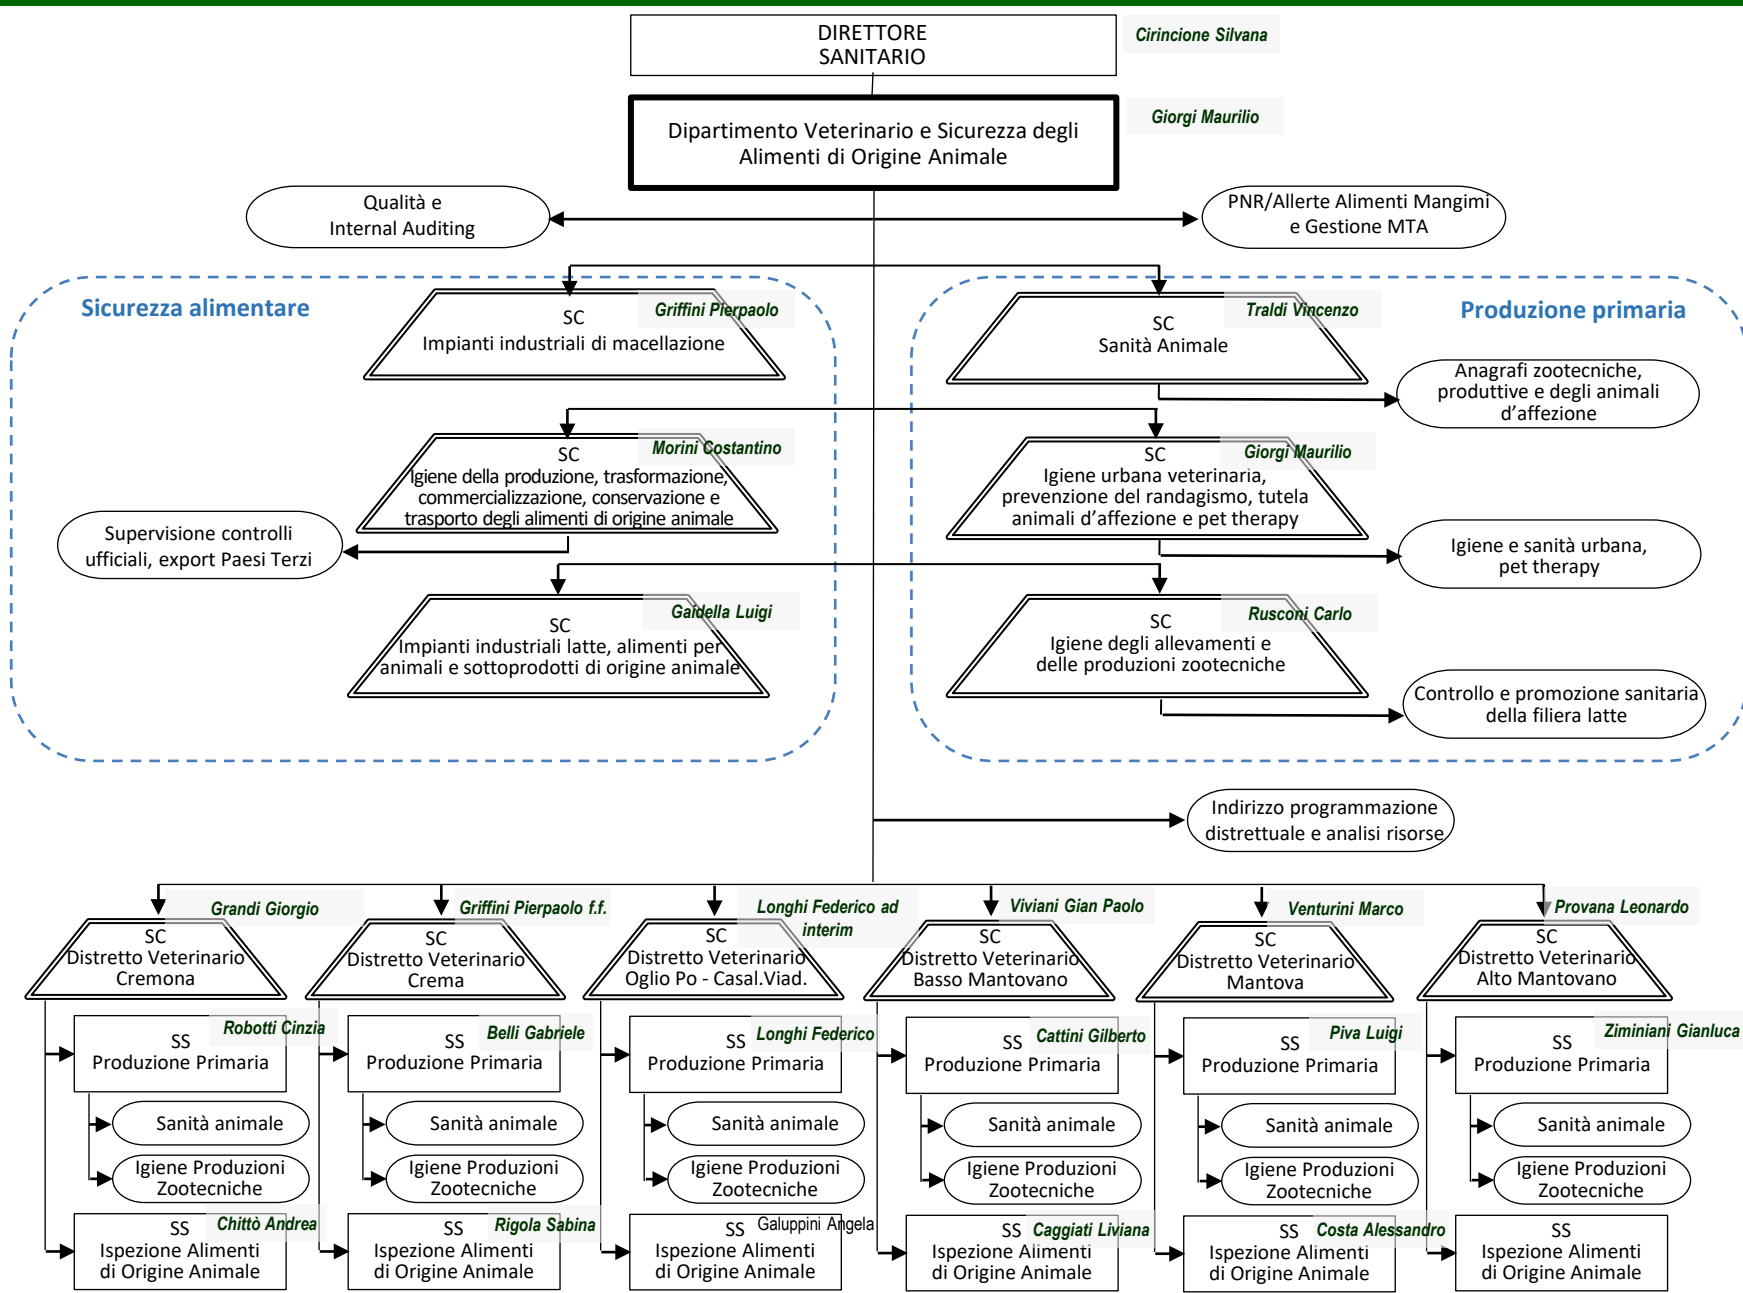 DIRETTORE
SANITARIO
Cirincione Silvana
Dipartimento Veterinario e Sicurezza degli
Alimenti di Origine Animale
Giorgi Maurilio
Qualità e
Internal Auditing
PNR/Allerte Alimenti Mangimi
e Gestione MTA
Sicurezza alimentare
Griffini Pierpaolo
SC
Impianti industriali di macellazione
Traldi Vincenzo
SC
Sanità Animale
Produzione primaria
Anagrafi zootecniche,
produttive e degli animali
d'affezione
Morini Costantino
SC
Igiene della produzione, trasformazione,
commercializzazione, conservazione e
trasporto degli alimenti di origine animale
Giorgi Maurilio
SC
Igiene urbana veterinaria,
prevenzione del randagismo, tutela
animali d'affezione e pet therapy
Supervisione controlli
ufficiali, export Paesi Terzi
Igiene e sanità urbana,
pet therapy
Gaidella Luigi
SC
Impianti industriali latte, alimenti per
animali e sottoprodotti di origine animale
Rusconi Carlo
SC
Igiene degli allevamenti e
delle produzioni zootecniche
Controllo e promozione sanitaria
della filiera latte
Indirizzo programmazione
distrettuale e analisi risorse
Grandi Giorgio
SC
Distretto Veterinario
Cremona
Griffini Pierpaolo f.f.
SC
Distretto Veterinario
Crema
Longhi Federico ad
interim
SC
Distretto Veterinario
Oglio Po - Casal.Viad.
Viviani Gian Paolo
SC
Distretto Veterinario
Basso Mantovano
Venturini Marco
SC
Distretto Veterinario
Mantova
Provana Leonardo
SC
Distretto Veterinario
Alto Mantovano
Robotti Cinzia
SS
Produzione Primaria
Belli Gabriele
SS
Produzione Primaria
Longhi Federico
SS
Produzione Primaria
Cattini Gilberto
SS
Produzione Primaria
Piva Luigi
SS
Produzione Primaria
Ziminiani Gianluca
SS
Produzione Primaria
Sanità animale
Sanità animale
Sanità animale
Sanità animale
Sanità animale
Sanità animale
Igiene Produzioni
Zootecniche
Igiene Produzioni
Zootecniche
Igiene Produzioni
Zootecniche
Igiene Produzioni
Zootecniche
Igiene Produzioni
Zootecniche
Igiene Produzioni
Zootecniche
Chittò Andrea
SS
Ispezione Alimenti
di Origine Animale
Rigola Sabina
SS
Ispezione Alimenti
di Origine Animale
Galuppini Angela
SS
Ispezione Alimenti
di Origine Animale
Caggiati Liviana
SS
Ispezione Alimenti
di Origine Animale
Costa Alessandro
SS
Ispezione Alimenti
di Origine Animale
SS
Ispezione Alimenti
di Origine Animale